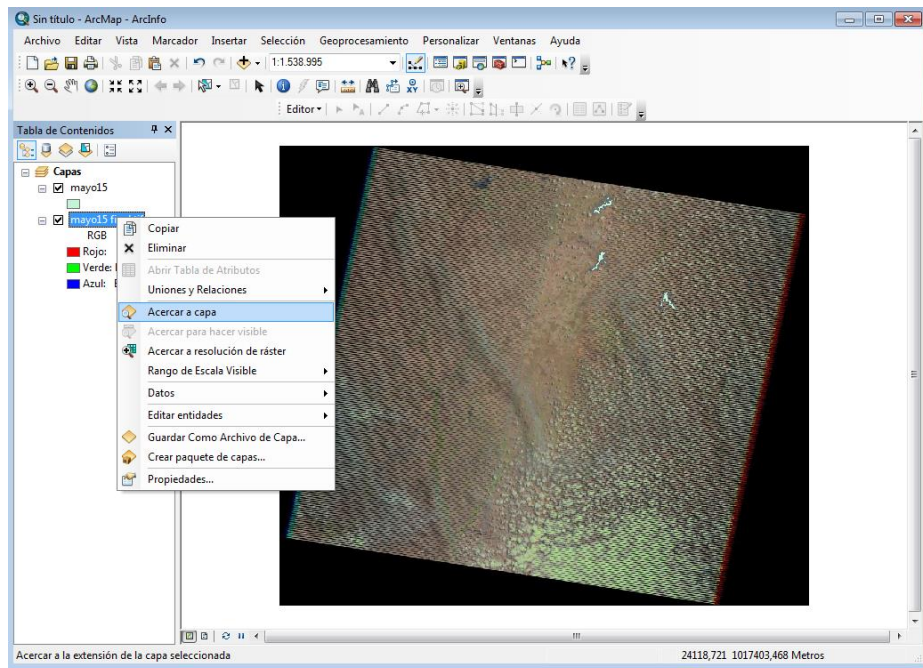 Sin título - ArcMap - ArcInfo
Archivo Editar Vista Marcador Insertar Selección Geoprocesamiento Personalizar Ventanas Ayuda
1:1.538.995
Editor
Tabla de Contenidos
Capas
mayo15
mayo15
RGB
Rojo:
Verde:
Azul:
Copiar
Eliminar
Abrir Tabla de Atributos
Uniones y Relaciones
Acercar a capa
Acercar para hacer visible
Acercar a resolución de ráster
Rango de Escala Visible
Datos
Editar entidades
Guardar Como Archivo de Capa...
Crear paquete de capas...
Propiedades...
Acercar a la extensión de la capa seleccionada
24118,721 1017403,468 Metros